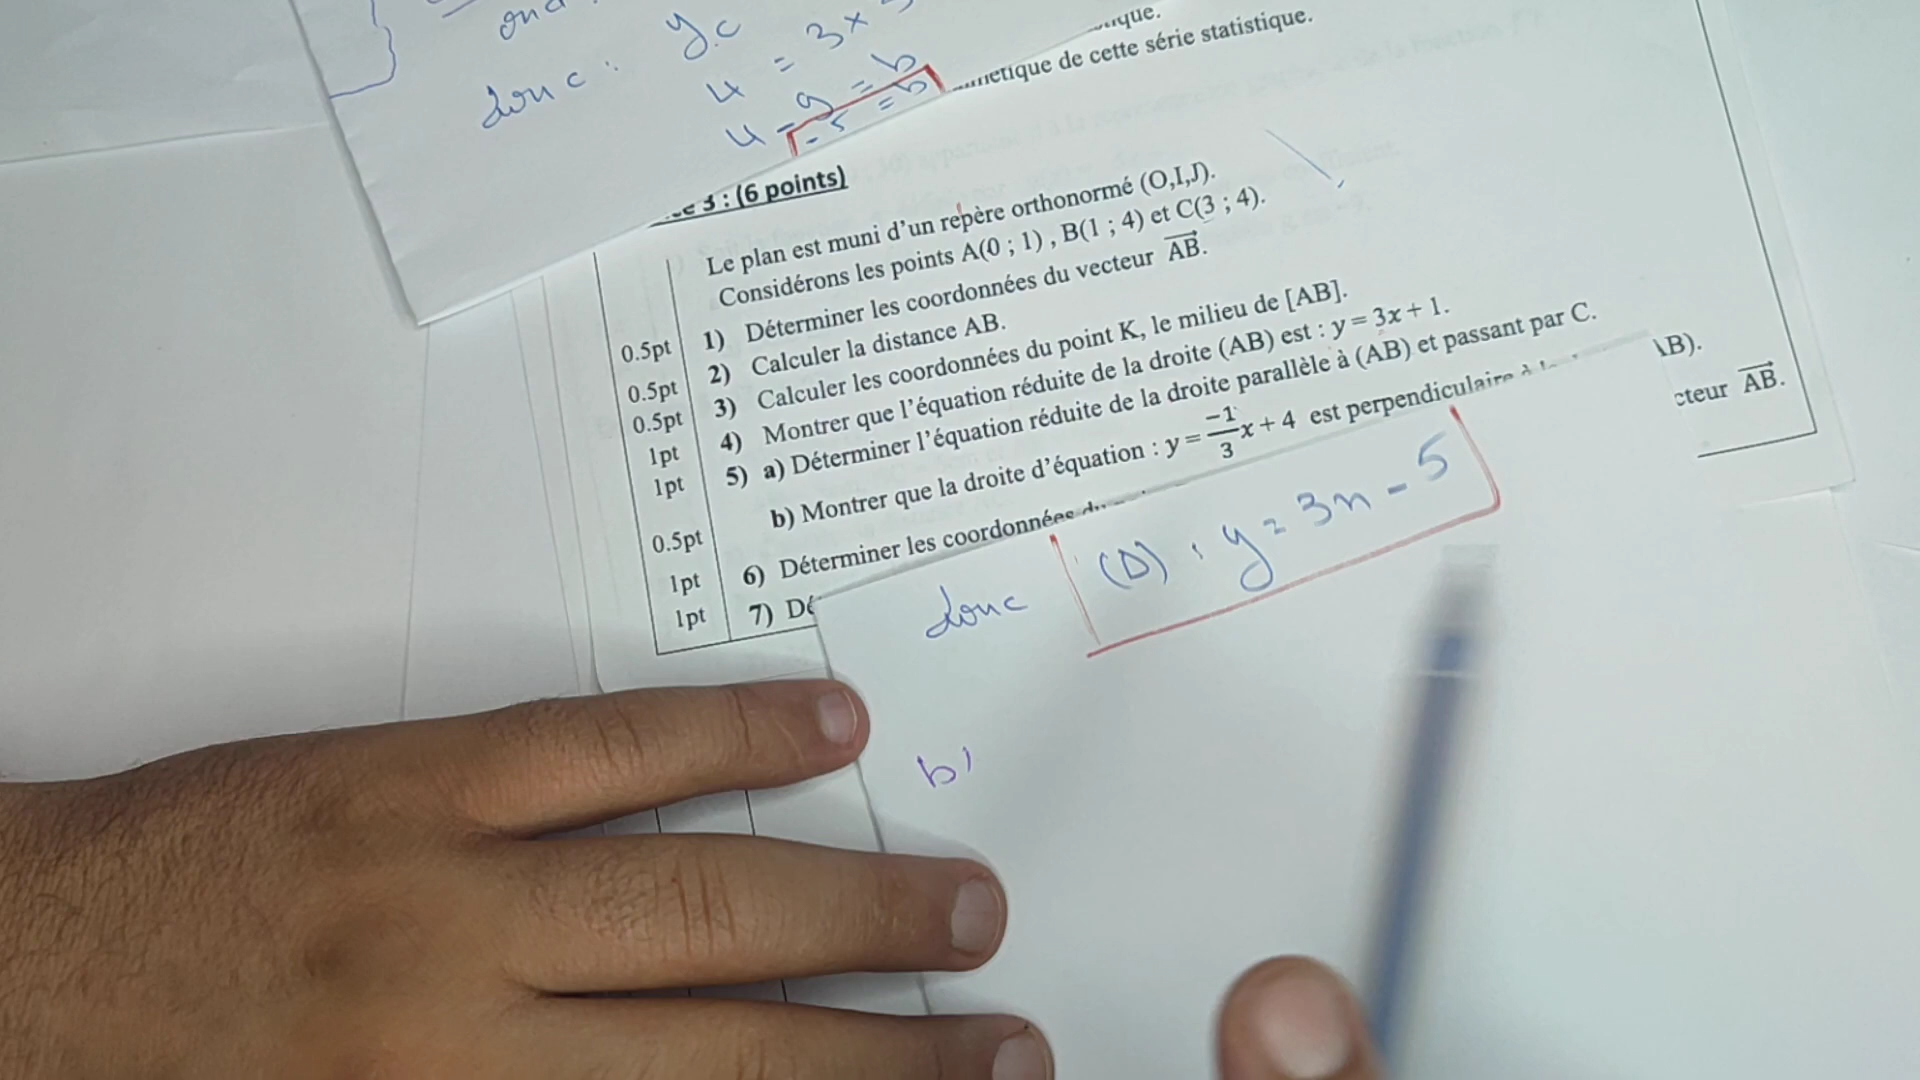 donc : yc
4 = 3 ×
4 = 9 = b
-5 = b
métique de cette série statistique.
3 : (6 points)
Le plan est muni d'un repère orthonormé (O,I,J).
Considérons les points A(0 ; 1) , B(1 ; 4) et C(3 ; 4).
0.5pt 1) Déterminer les coordonnées du vecteur AB.
0.5pt 2) Calculer la distance AB.
0.5pt 3) Calculer les coordonnées du point K, le milieu de [AB].
1pt 4) Montrer que l'équation réduite de la droite (AB) est : y = 3x + 1.
1pt 5) a) Déterminer l'équation réduite de la droite parallèle à (AB) et passant par C.
0.5pt b) Montrer que la droite d'équation : y = -1/3 x + 4 est perpendiculaire à AB).
1pt 6) Déterminer les coordonnées du cteur AB.
1pt 7) Dé
donc (D) : y = 3x - 5
b)